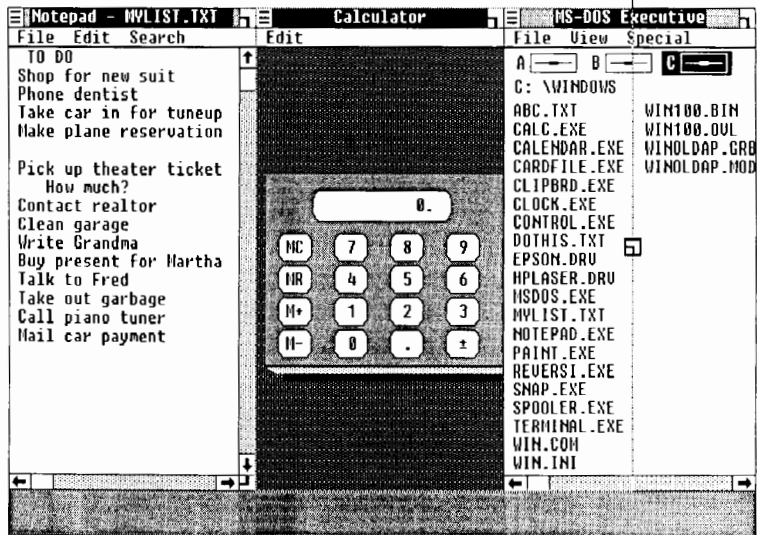 Notepad - MYLIST.TXT
File Edit Search
TO DO
Shop for new suit
Phone dentist
Take car in for tuneup
Make plane reservation
Pick up theater ticket
How much?
Contact realtor
Clean garage
Write Grandma
Buy present for Martha
Talk to Fred
Take out garbage
Call piano tuner
Mail car payment
Calculator
Edit
0.
MC 7 8 9
MR 4 5 6
M+ 1 2 3
M- 0 . ±
MS-DOS Executive
File View Special
A B C
C: \WINDOWS
ABC.TXT
CALC.EXE
CALENDAR.EXE
CARDFILE.EXE
CLIPBRD.EXE
CLOCK.EXE
CONTROL.EXE
DOTHIS.TXT
EPSON.DRV
HPLASER.DRV
MSDOS.EXE
MYLIST.TXT
NOTEPAD.EXE
PAINT.EXE
REVERSI.EXE
SNAP.EXE
SPOOLER.EXE
TERMINAL.EXE
WIN.COM
WIN.INI
WIN100.BIN
WIN100.OVL
WINOLDAP.GRB
WINOLDAP.MOD